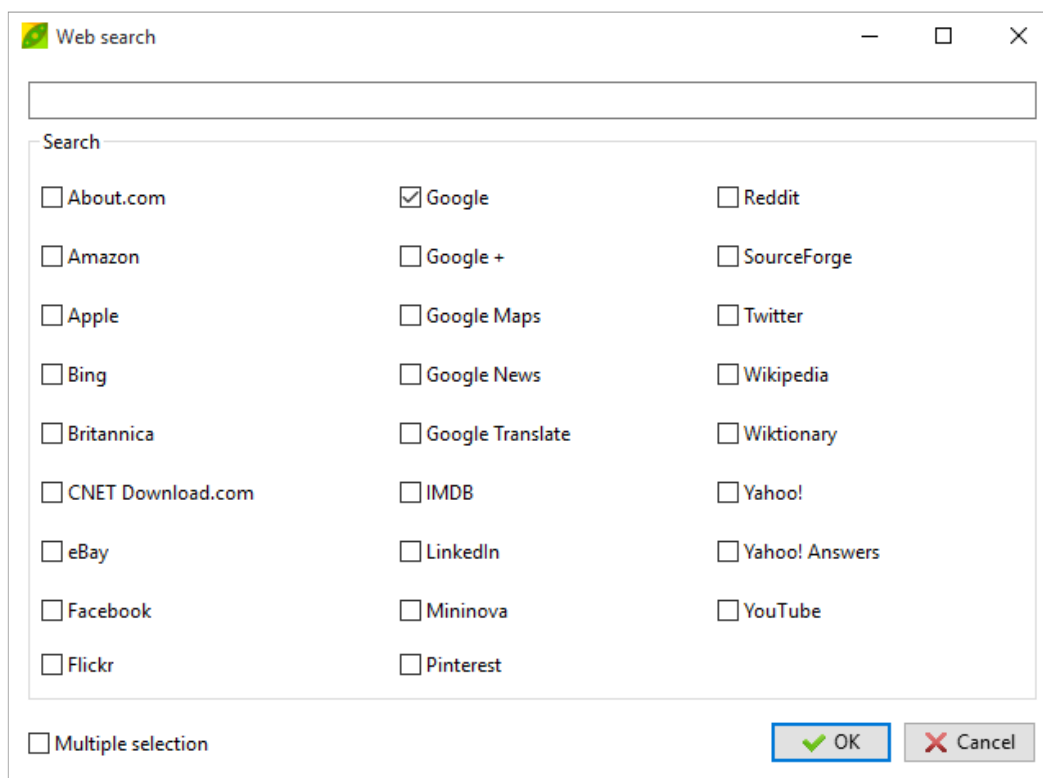 Web search
Search
About.com
Google
Reddit
Amazon
Google +
SourceForge
Apple
Google Maps
Twitter
Bing
Google News
Wikipedia
Britannica
Google Translate
Wiktionary
CNET Download.com
IMDB
Yahoo!
eBay
LinkedIn
Yahoo! Answers
Facebook
Mininova
YouTube
Flickr
Pinterest
Multiple selection
OK
Cancel